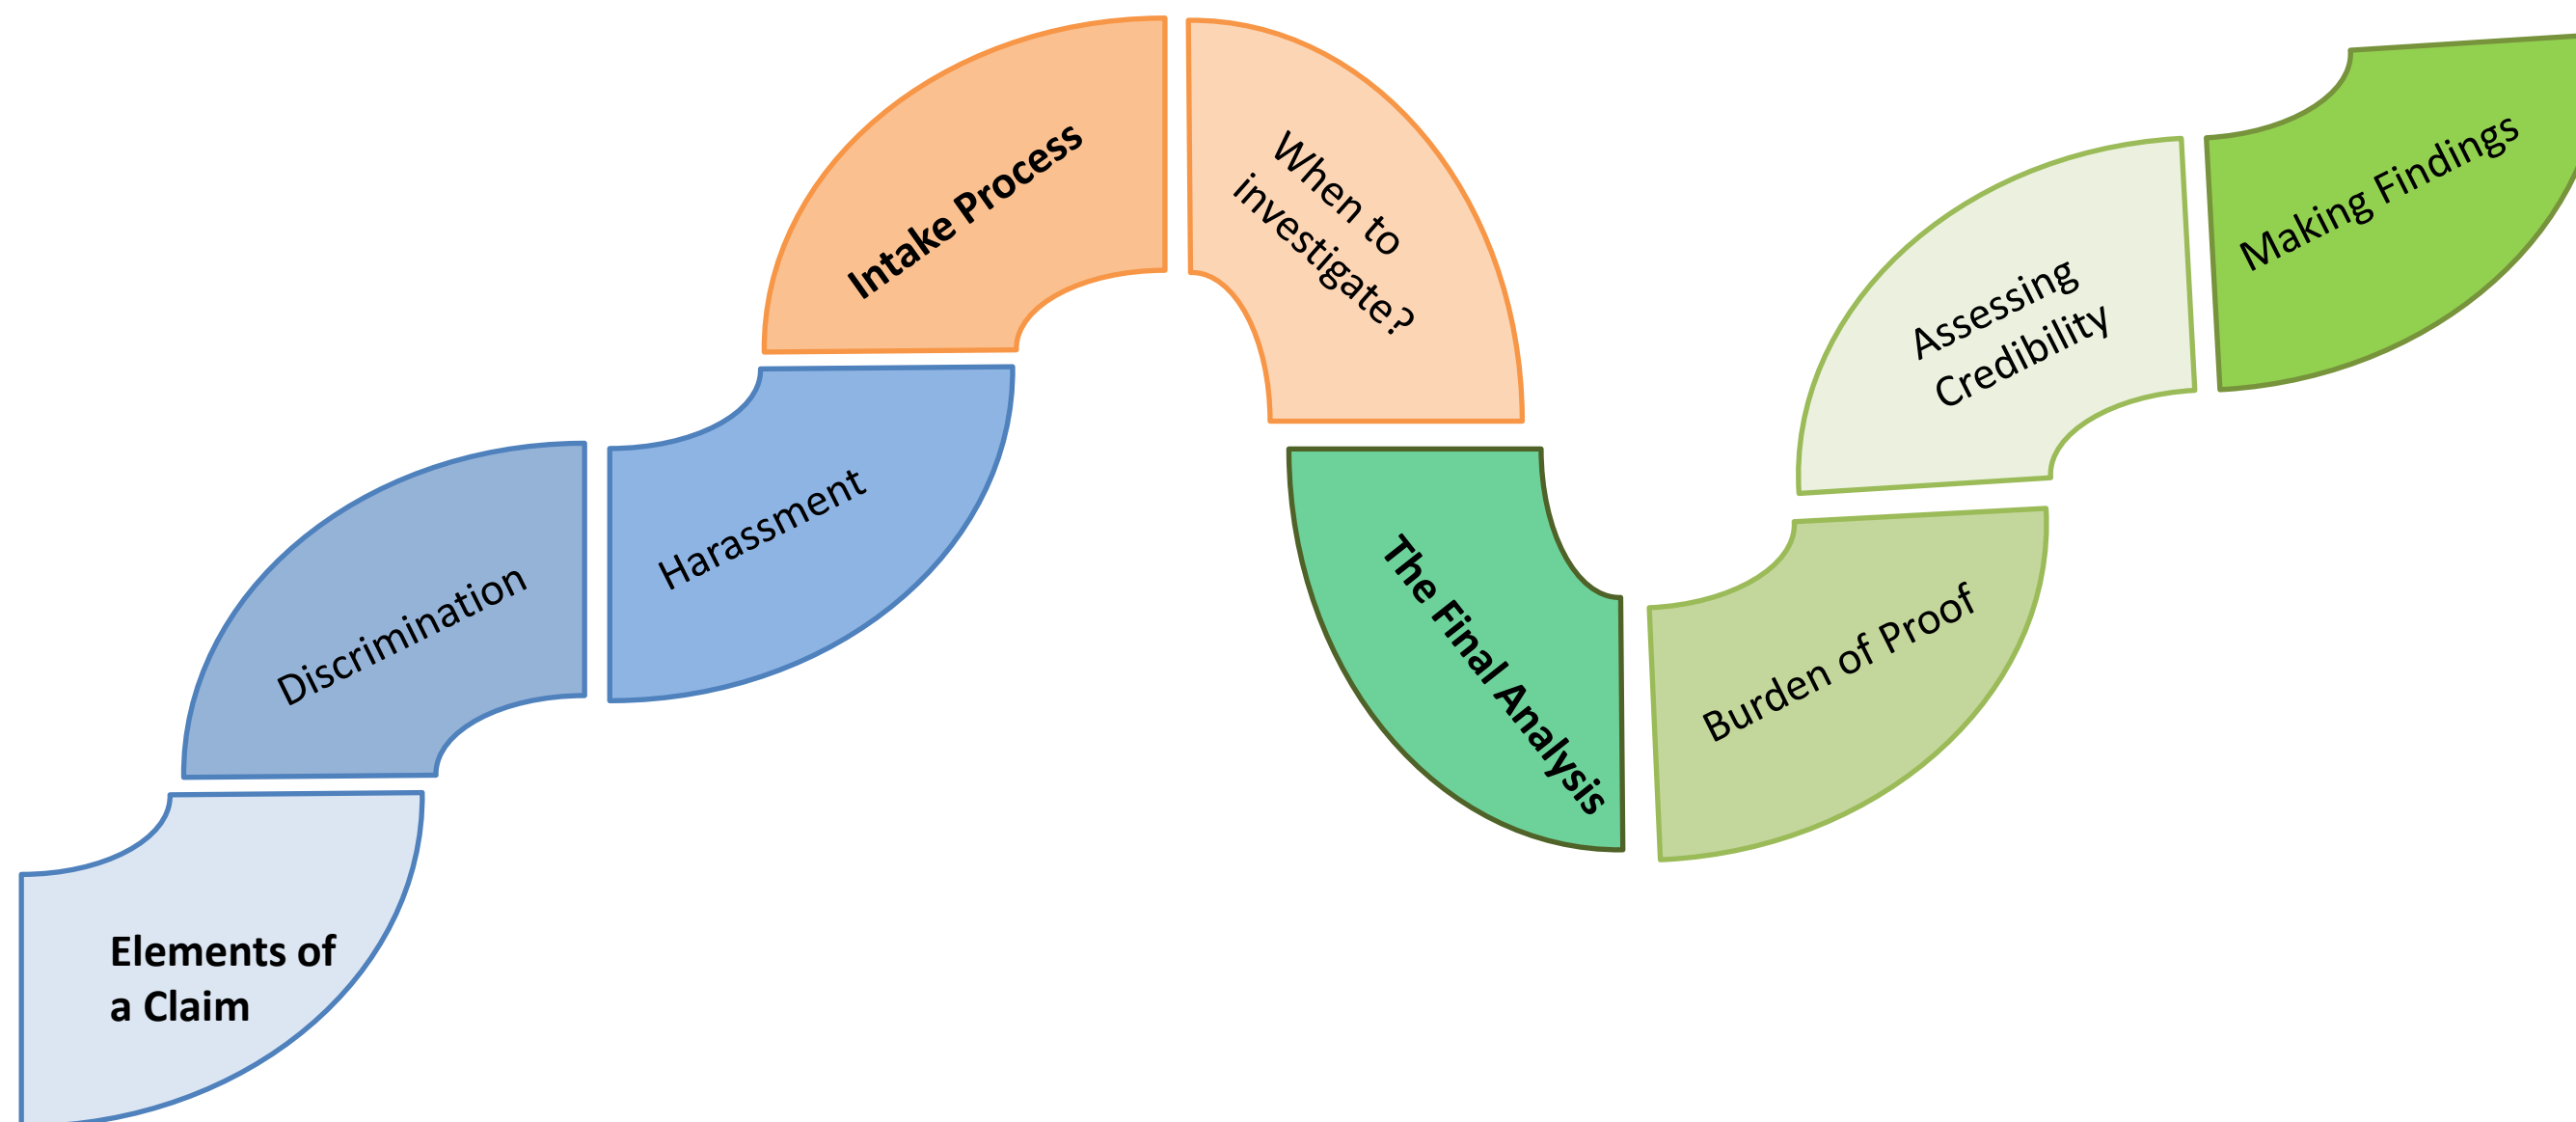 Elements of
a Claim
Discrimination
Harassment
Intake Process
When to
investigate?
The Final Analysis
Burden of Proof
Assessing
Credibility
Making Findings